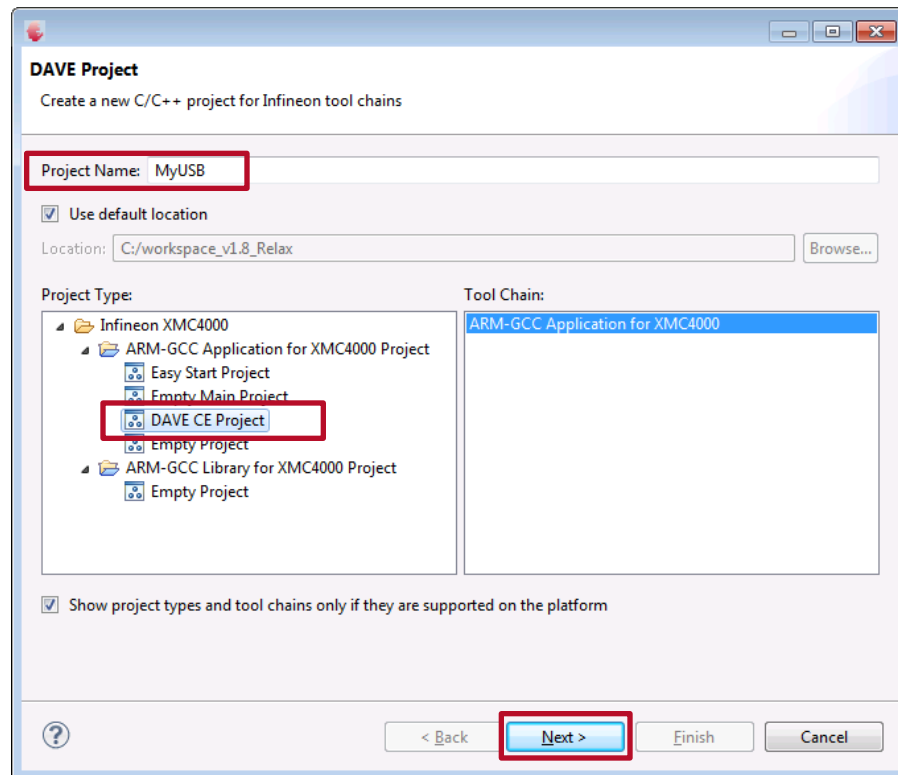 DAVE Project
Create a new C/C++ project for Infineon tool chains
Project Name: MyUSB
Use default location
Location: C:/workspace_v1.8_Relax Browse...
Project Type: Tool Chain:
Infineon XMC4000 ARM-GCC Application for XMC4000
ARM-GCC Application for XMC4000 Project
Easy Start Project
Empty Main Project
DAVE CE Project
Empty Project
ARM-GCC Library for XMC4000 Project
Empty Project
Show project types and tool chains only if they are supported on the platform
? < Back Next > Finish Cancel